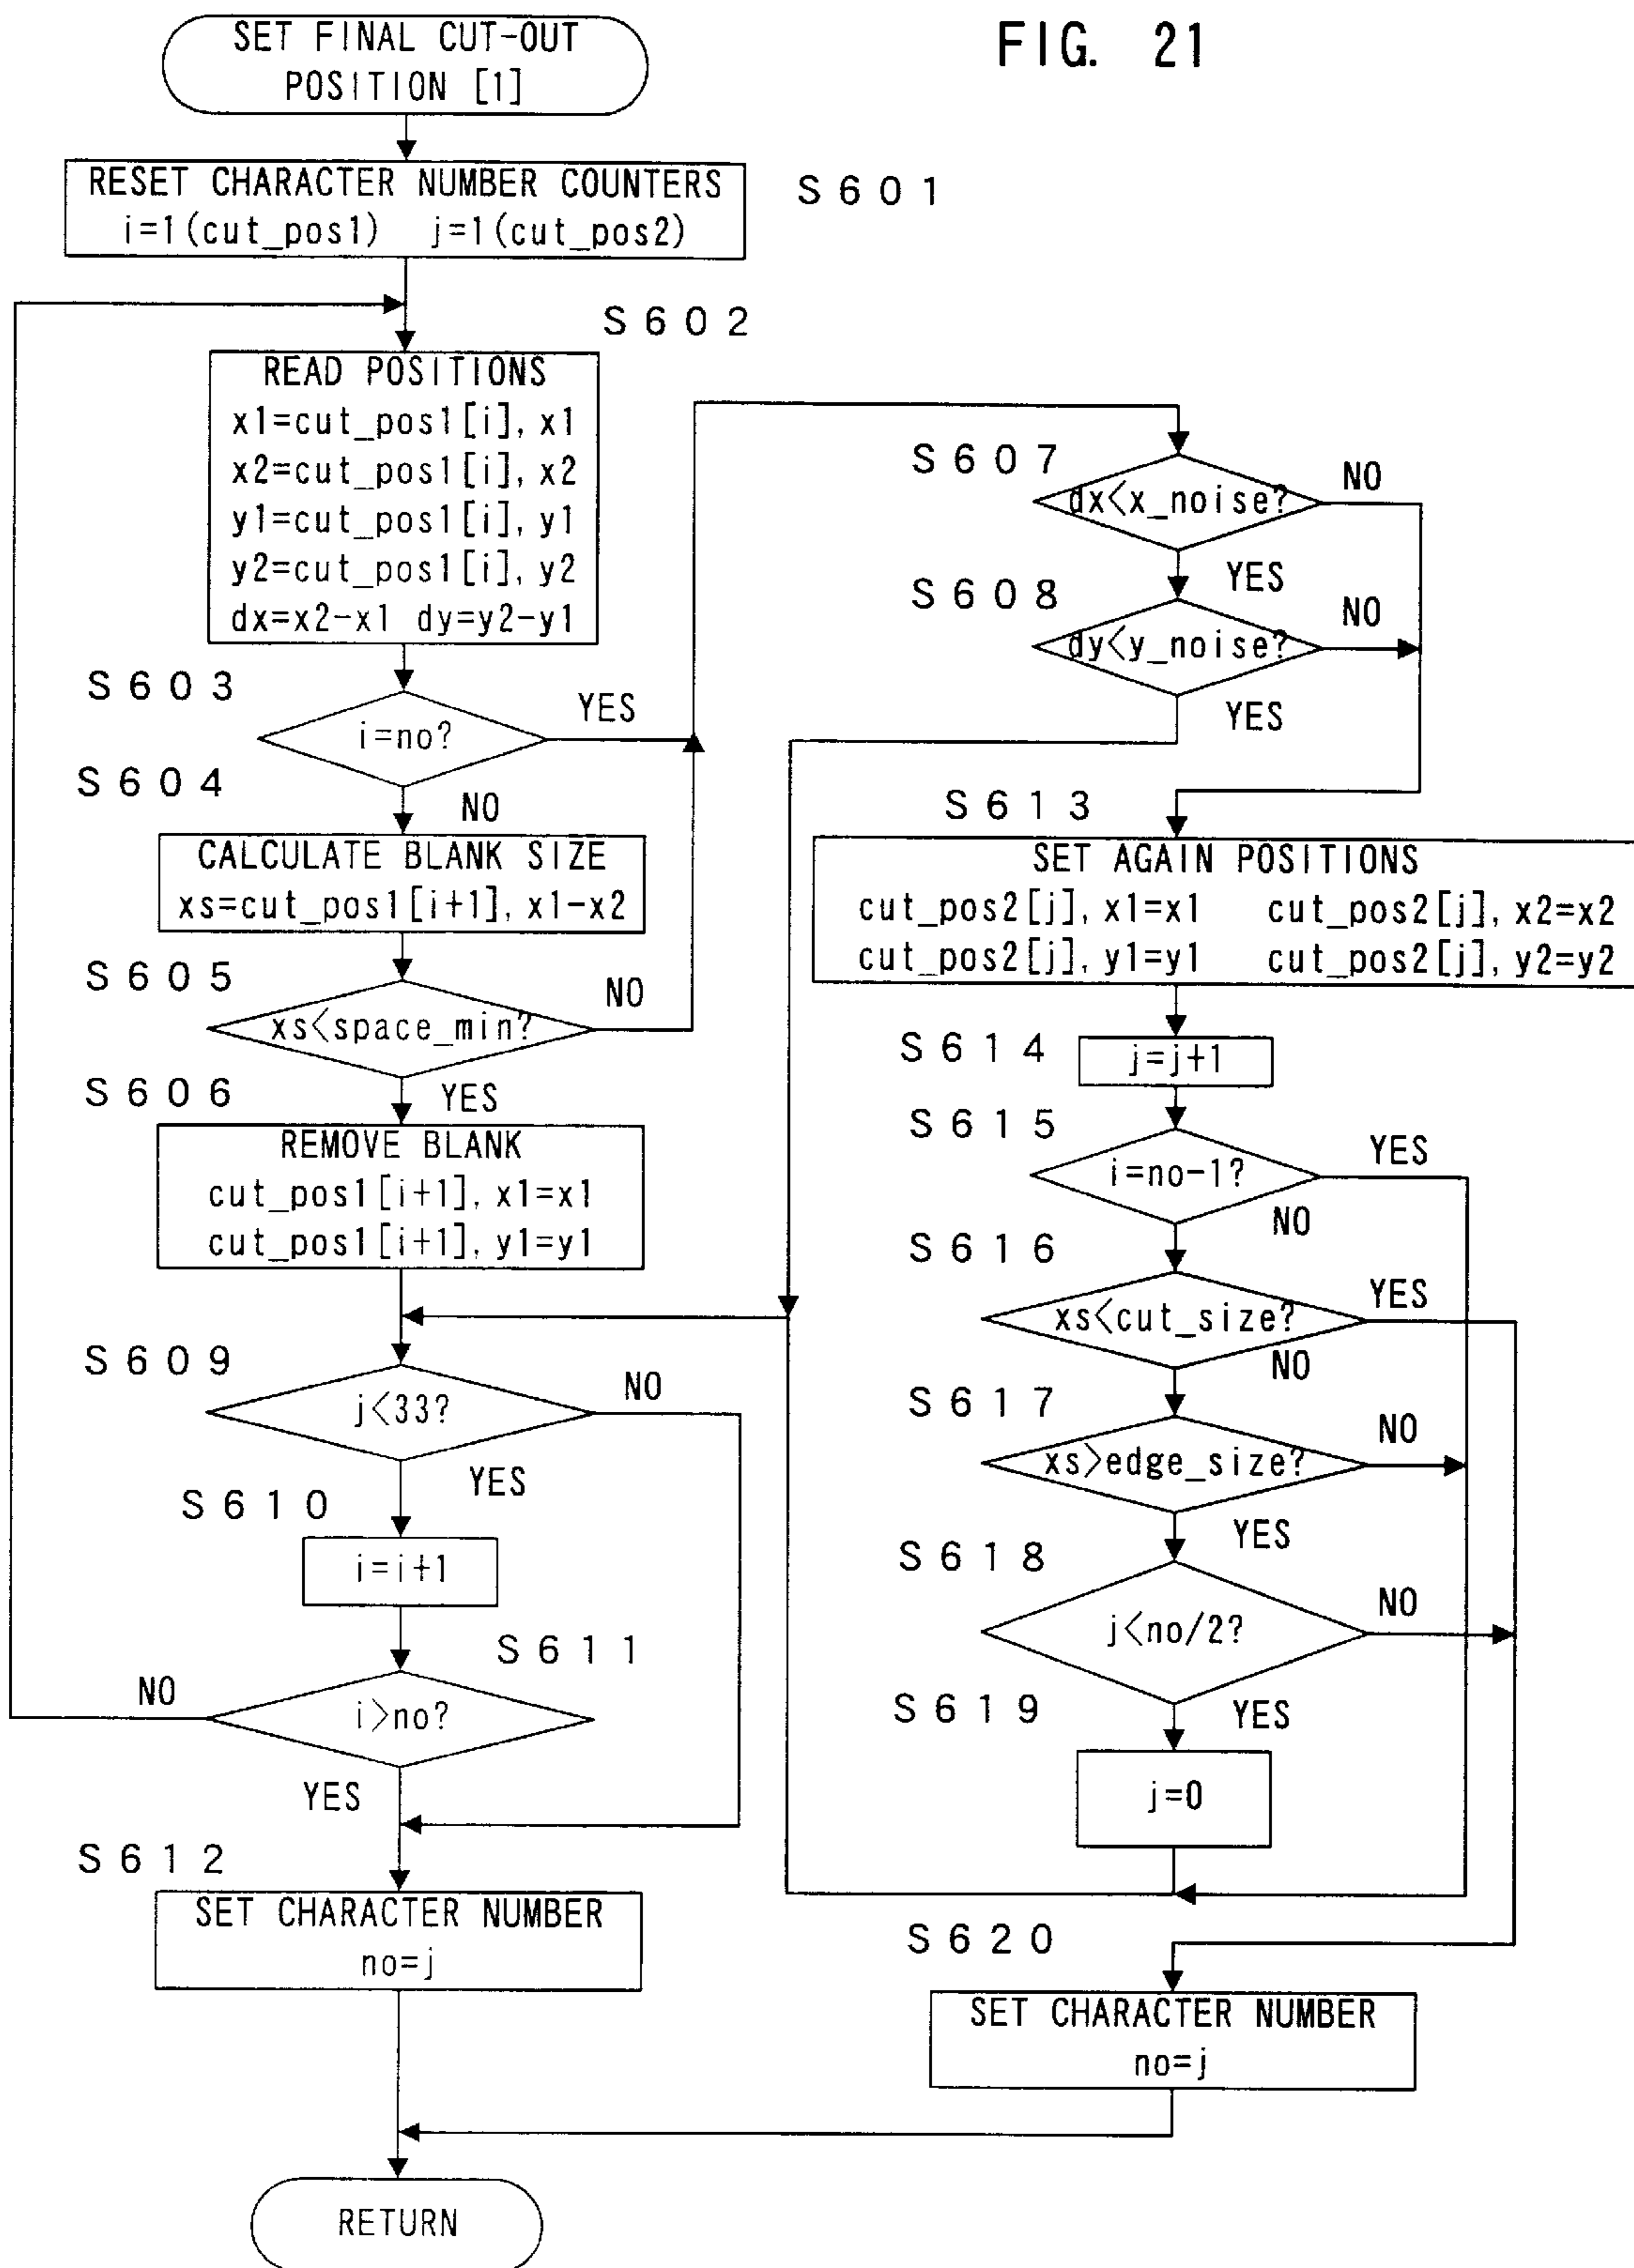 FIG. 21
SET FINAL CUT-OUT
POSITION [1]
RESET CHARACTER NUMBER COUNTERS
i=1(cut_pos1) j=1(cut_pos2)
S601
S602
READ POSITIONS
x1=cut_pos1[i], x1
x2=cut_pos1[i], x2
y1=cut_pos1[i], y1
y2=cut_pos1[i], y2
dx=x2-x1 dy=y2-y1
S603
i=no?
YES
S604
NO
CALCULATE BLANK SIZE
xs=cut_pos1[i+1], x1-x2
S605
xs<space_min?
NO
S606
YES
REMOVE BLANK
cut_pos1[i+1], x1=x1
cut_pos1[i+1], y1=y1
S609
j<33?
NO
YES
S610
i=i+1
S611
i>no?
NO
YES
S612
SET CHARACTER NUMBER
no=j
RETURN
S607
dx<x_noise?
NO
YES
S608
dy<y_noise?
NO
YES
S613
SET AGAIN POSITIONS
cut_pos2[j], x1=x1 cut_pos2[j], x2=x2
cut_pos2[j], y1=y1 cut_pos2[j], y2=y2
S614
j=j+1
S615
i=no-1?
YES
NO
S616
xs<cut_size?
YES
NO
S617
xs>edge_size?
NO
YES
S618
j<no/2?
NO
S619
YES
j=0
S620
SET CHARACTER NUMBER
no=j